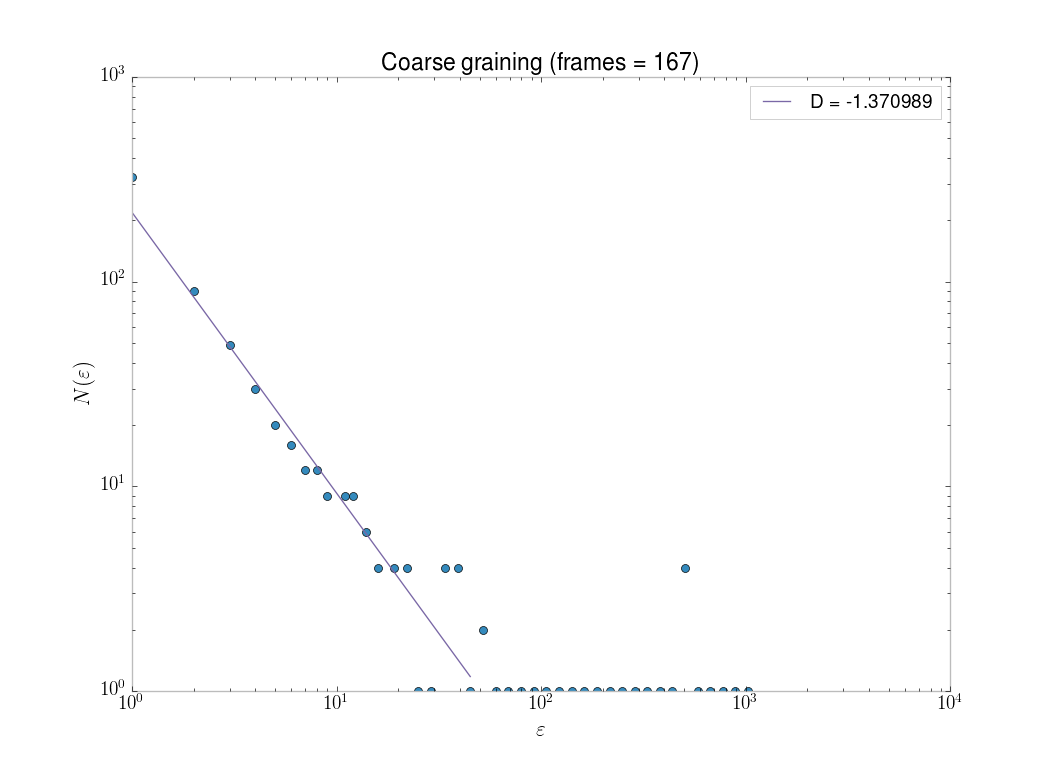 Coarse graining (frames = 167)
10³
D = -1.370989
10²
N(ε)
10¹
10⁰
10⁰ 10¹ 10² 10³ 10⁴
ε